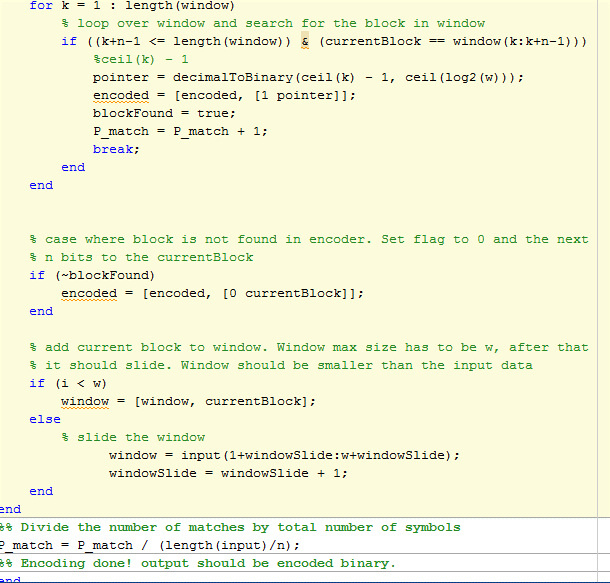 for k = 1 : length(window)
% loop over window and search for the block in window
if ((k+n-1 <= length(window)) & (currentBlock == window(k:k+n-1)))
%ceil(k) - 1
pointer = decimalToBinary(ceil(k) - 1, ceil(log2(w)));
encoded = [encoded, [1 pointer]];
blockFound = true;
P_match = P_match + 1;
break;
end
end
% case where block is not found in encoder. Set flag to 0 and the next
% n bits to the currentBlock
if (~blockFound)
encoded = [encoded, [0 currentBlock]];
end
% add current block to window. Window max size has to be w, after that
% it should slide. Window should be smaller than the input data
if (i < w)
window = [window, currentBlock];
else
% slide the window
window = input(1+windowSlide:w+windowSlide);
windowSlide = windowSlide + 1;
end
end
%% Divide the number of matches by total number of symbols
P_match = P_match / (length(input)/n);
%% Encoding done! output should be encoded binary.
end